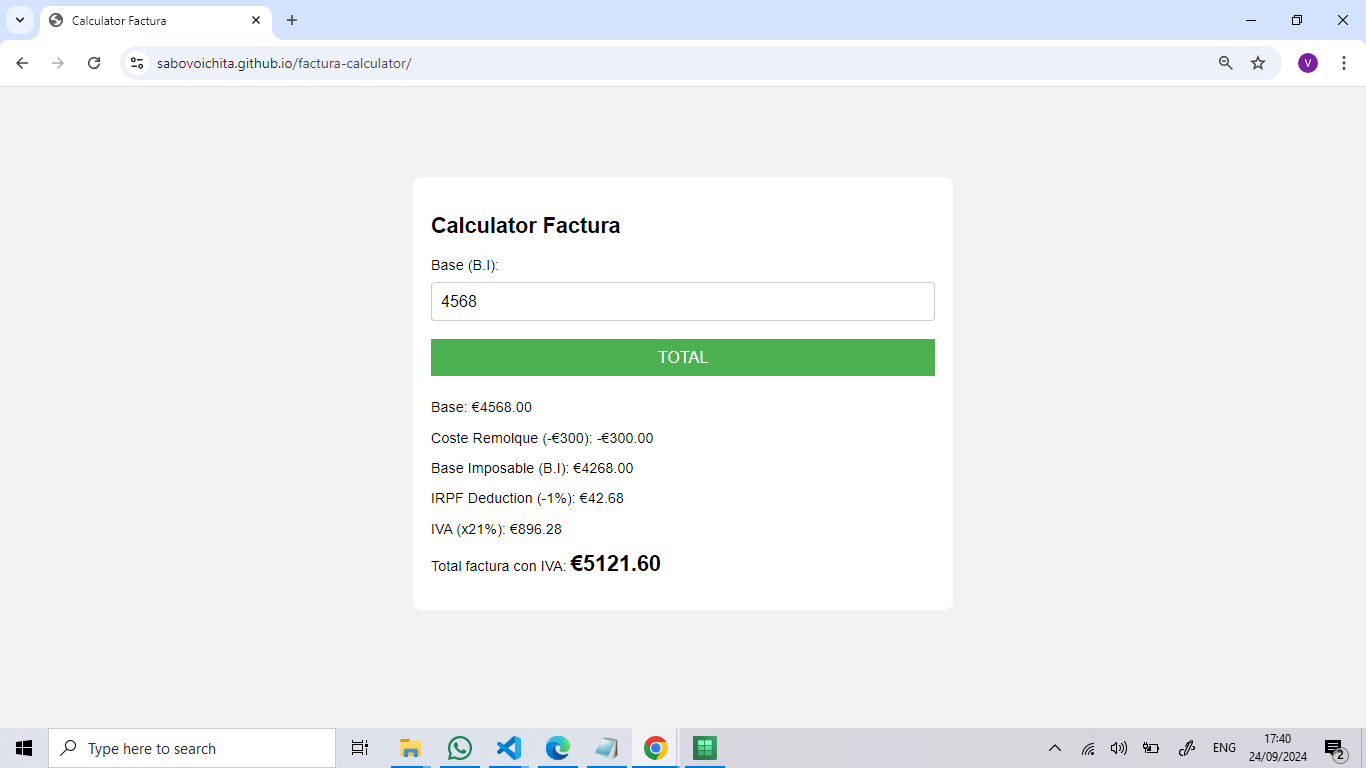 Calculator Factura
sabovoichita.github.io/factura-calculator/
V
Calculator Factura
Base (B.I):
4568
TOTAL
Base: €4568.00
Coste Remolque (-€300): -€300.00
Base Imposable (B.I): €4268.00
IRPF Deduction (-1%): €42.68
IVA (x21%): €896.28
Total factura con IVA: €5121.60
Type here to search
ENG
17:40
24/09/2024
2